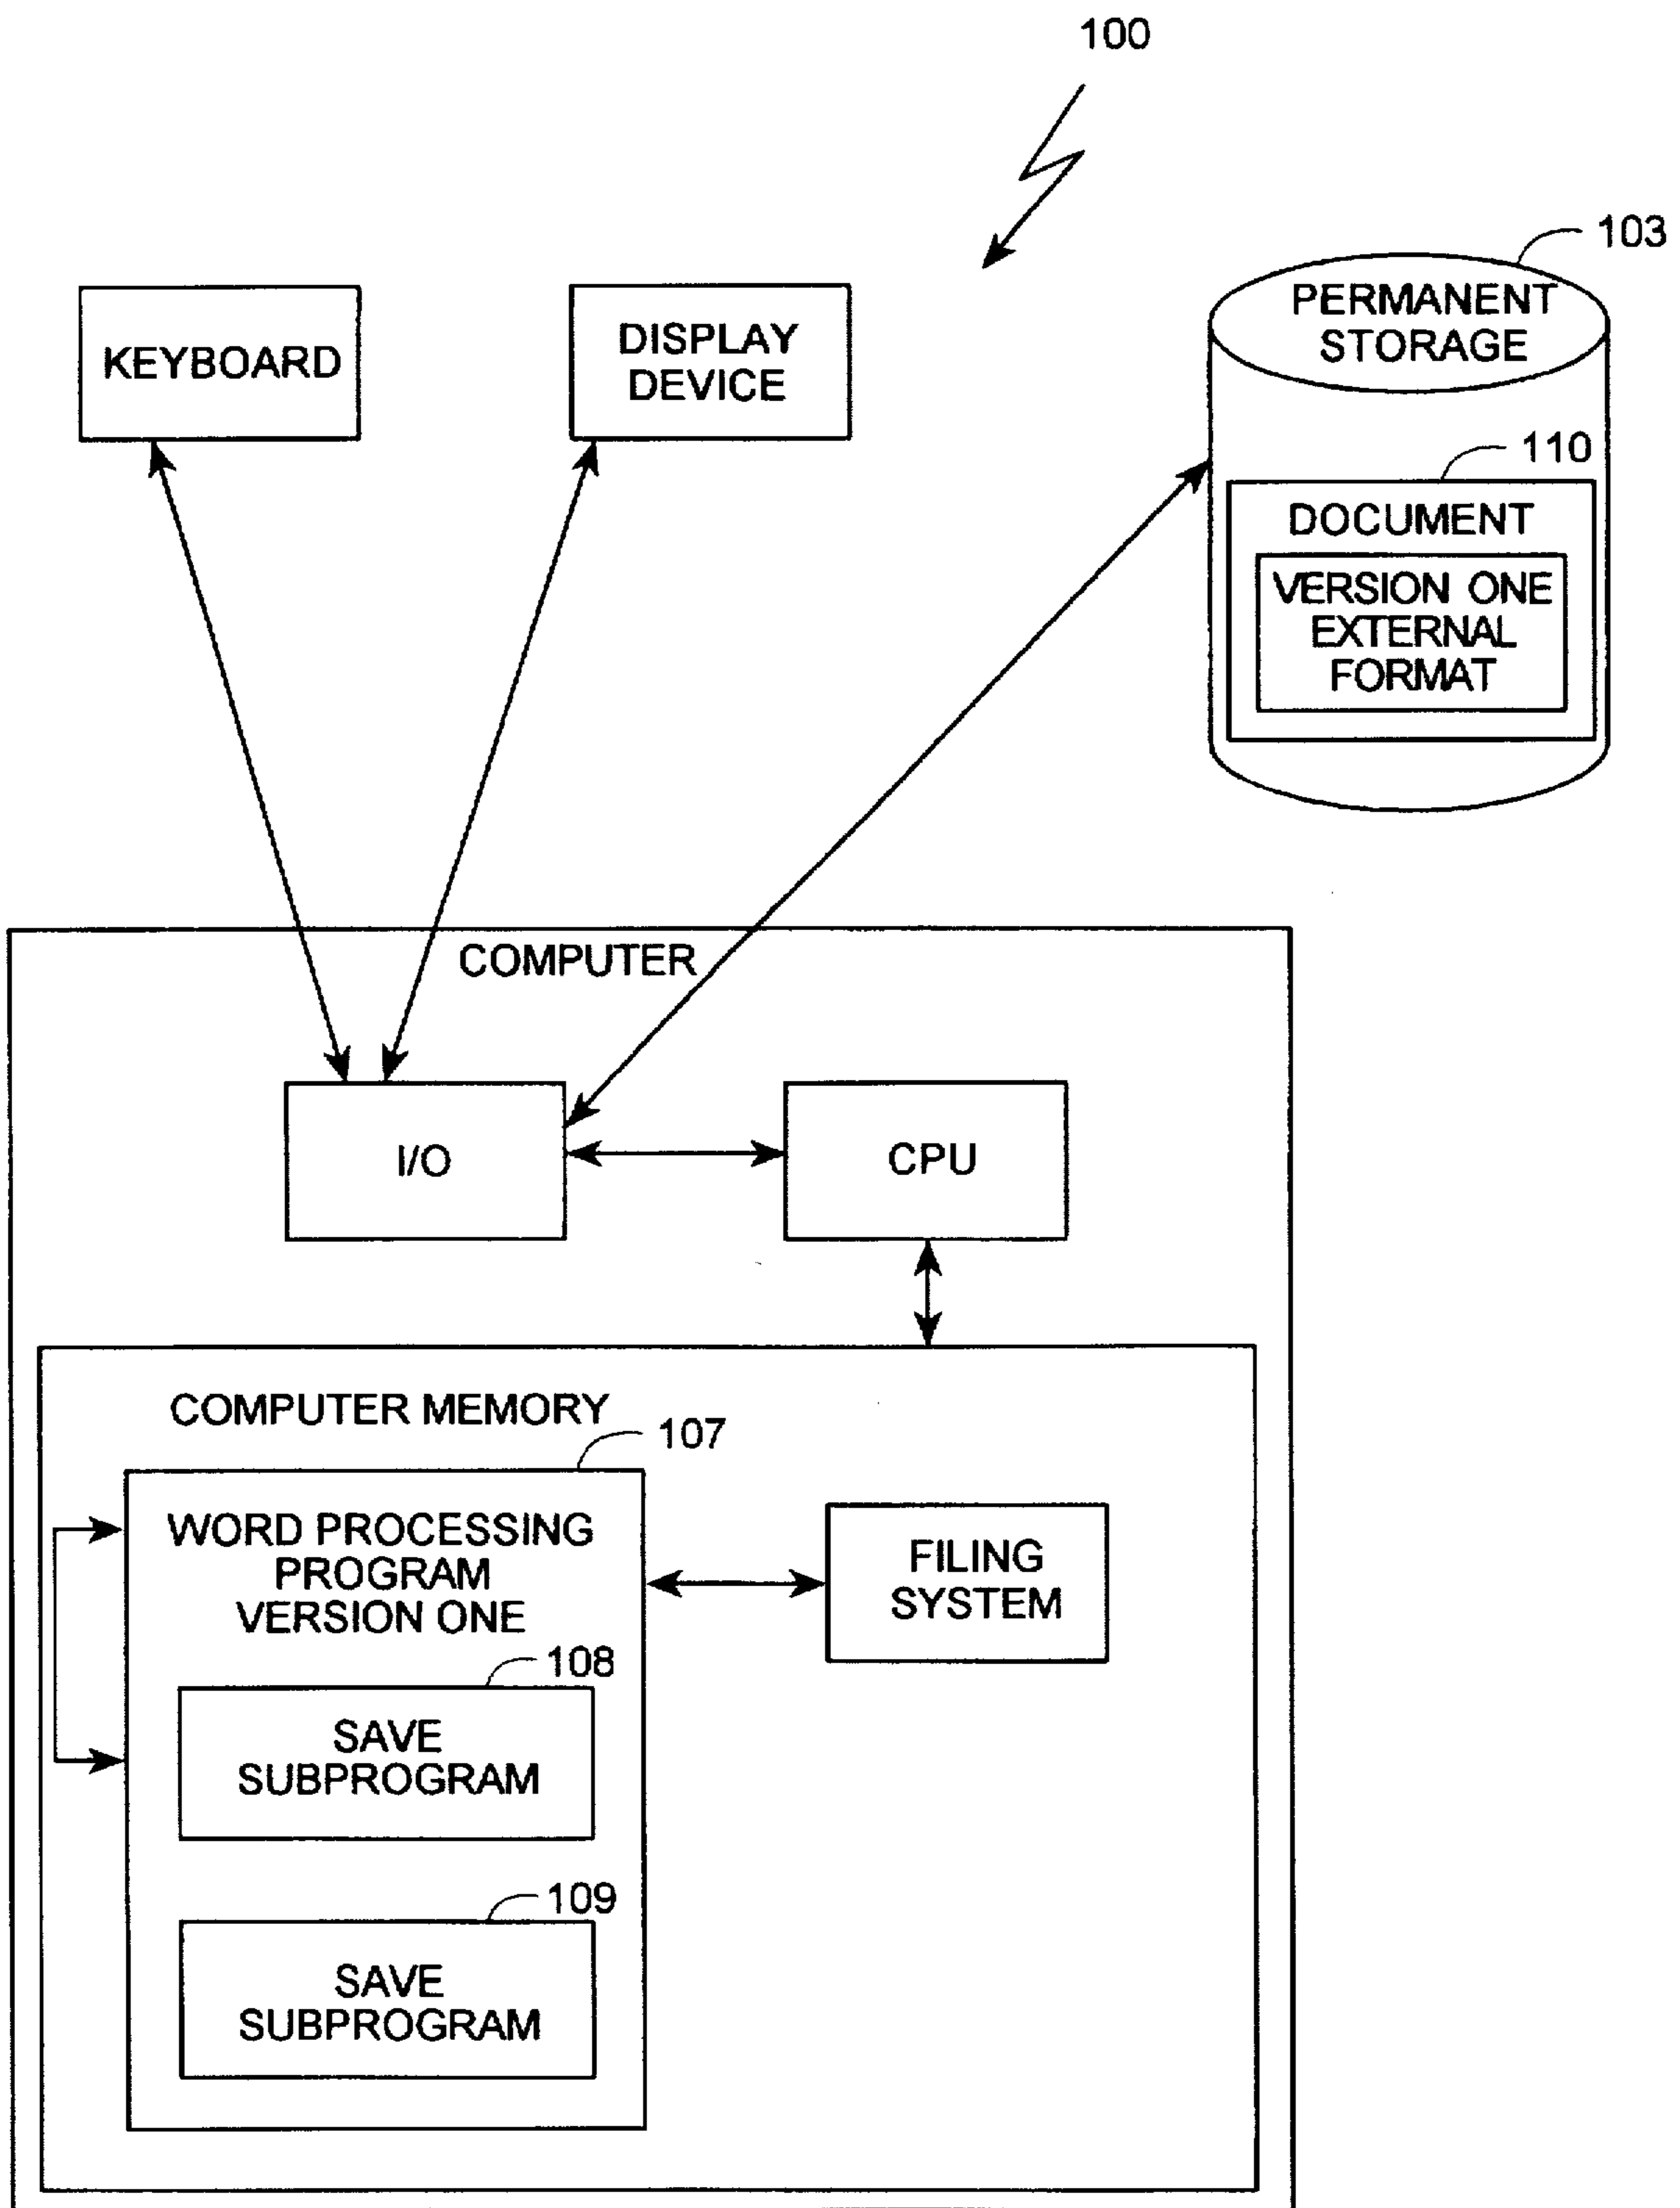 100
103
KEYBOARD
DISPLAY
DEVICE
PERMANENT
STORAGE
110
DOCUMENT
VERSION ONE
EXTERNAL
FORMAT
COMPUTER
I/O
CPU
COMPUTER MEMORY
107
WORD PROCESSING
PROGRAM
VERSION ONE
FILING
SYSTEM
108
SAVE
SUBPROGRAM
109
SAVE
SUBPROGRAM